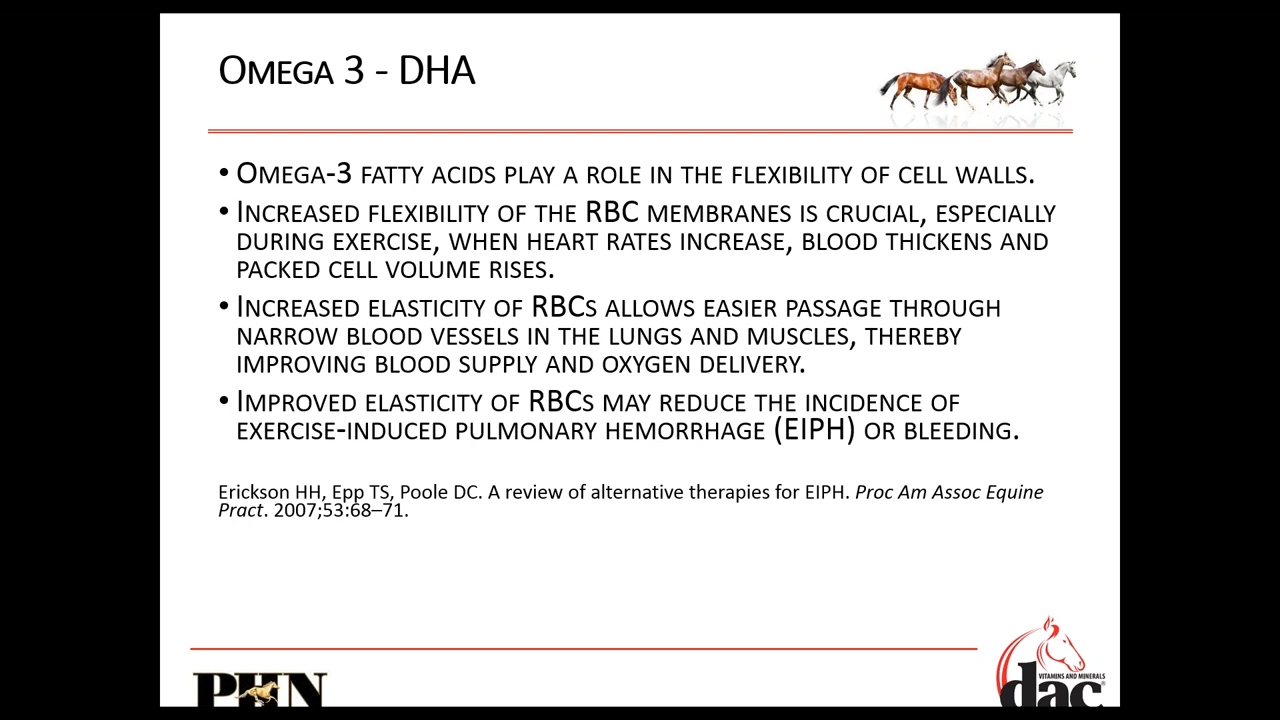 OMEGA 3 - DHA
• OMEGA-3 FATTY ACIDS PLAY A ROLE IN THE FLEXIBILITY OF CELL WALLS.
• INCREASED FLEXIBILITY OF THE RBC MEMBRANES IS CRUCIAL, ESPECIALLY
DURING EXERCISE, WHEN HEART RATES INCREASE, BLOOD THICKENS AND
PACKED CELL VOLUME RISES.
• INCREASED ELASTICITY OF RBCS ALLOWS EASIER PASSAGE THROUGH
NARROW BLOOD VESSELS IN THE LUNGS AND MUSCLES, THEREBY
IMPROVING BLOOD SUPPLY AND OXYGEN DELIVERY.
• IMPROVED ELASTICITY OF RBCS MAY REDUCE THE INCIDENCE OF
EXERCISE-INDUCED PULMONARY HEMORRHAGE (EIPH) OR BLEEDING.
Erickson HH, Epp TS, Poole DC. A review of alternative therapies for EIPH. Proc Am Assoc Equine
Pract. 2007;53:68–71.
PHN
VITAMINS AND MINERALS
dac®